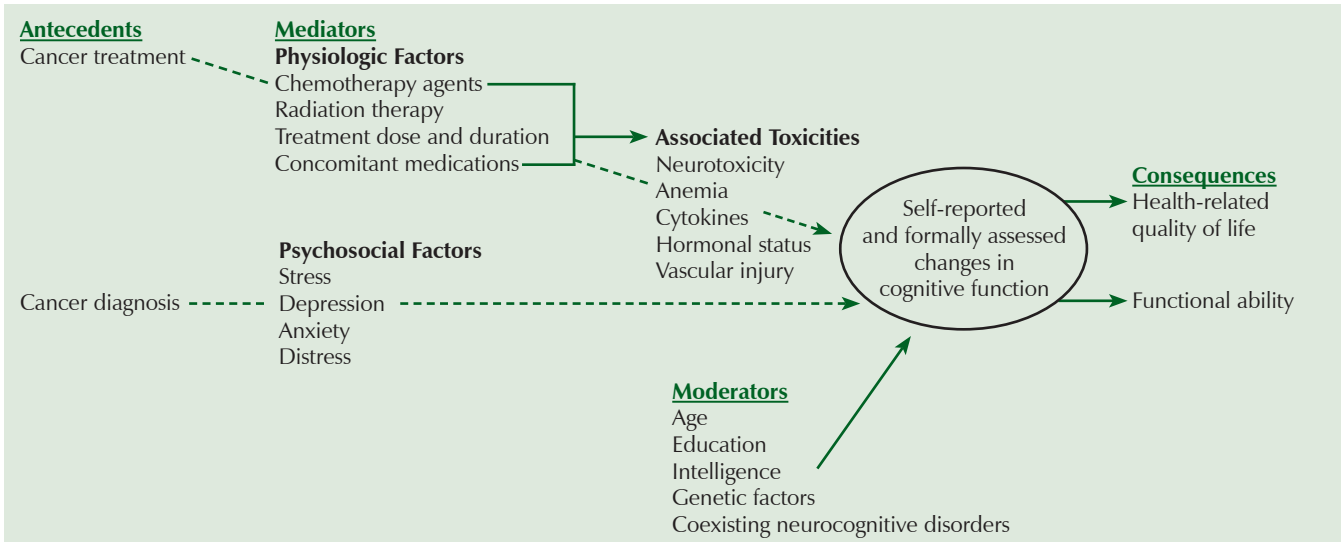 Antecedents
Cancer treatment
Mediators
Physiologic Factors
Chemotherapy agents
Radiation therapy
Treatment dose and duration
Concomitant medications
Associated Toxicities
Neurotoxicity
Anemia
Cytokines
Hormonal status
Vascular injury
Cancer diagnosis
Psychosocial Factors
Stress
Depression
Anxiety
Distress
Self-reported
and formally assessed
changes in
cognitive function
Consequences
Health-related
quality of life
Functional ability
Moderators
Age
Education
Intelligence
Genetic factors
Coexisting neurocognitive disorders